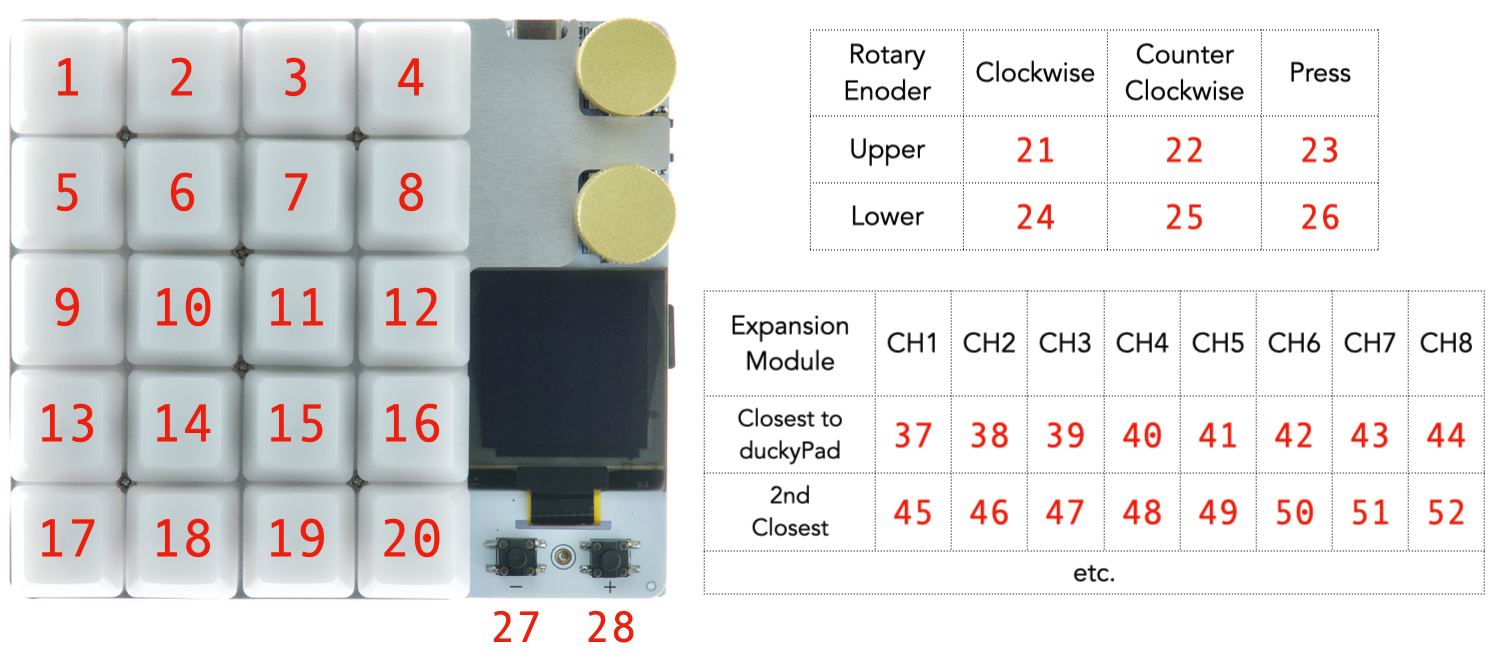 1 2 3 4
5 6 7 8
9 10 11 12
13 14 15 16
17 18 19 20
− +
27 28
Rotary Enoder Clockwise Counter Clockwise Press
Upper 21 22 23
Lower 24 25 26
Expansion Module CH1 CH2 CH3 CH4 CH5 CH6 CH7 CH8
Closest to duckyPad 37 38 39 40 41 42 43 44
2nd Closest 45 46 47 48 49 50 51 52
etc.